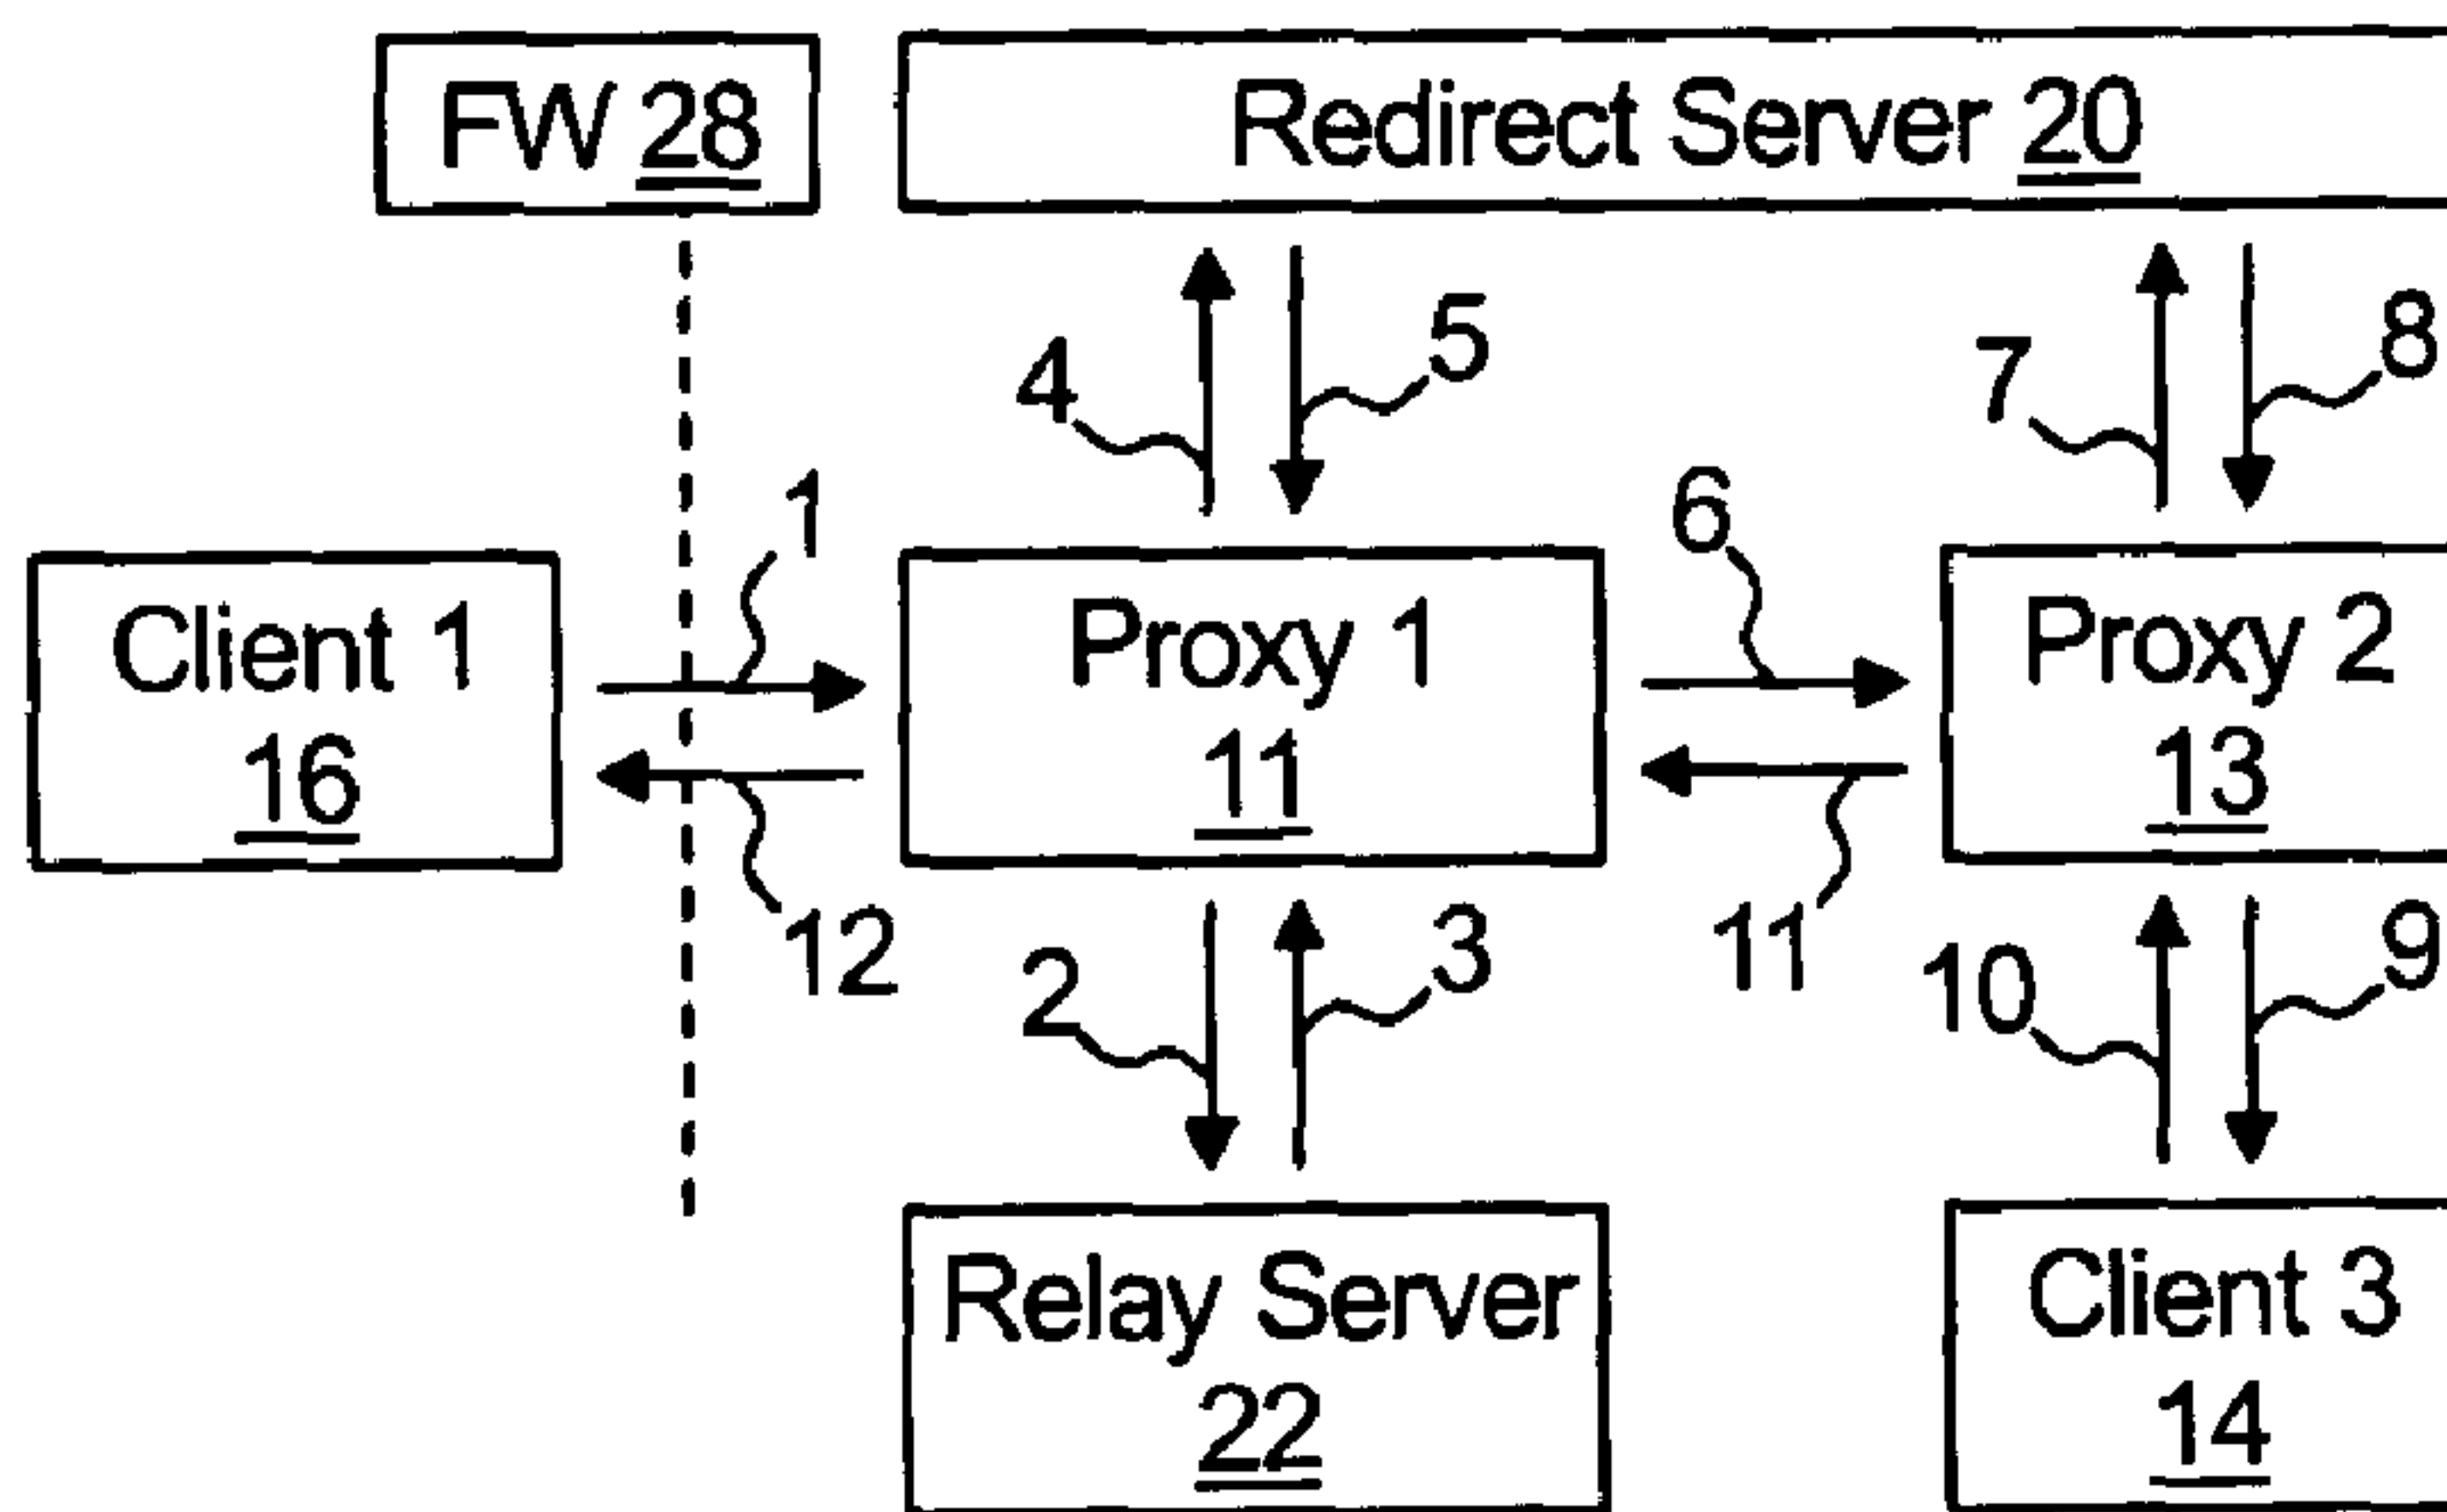 FW 28
Redirect Server 20
4
5
7
8
1
6
Client 1
16
Proxy 1
11
Proxy 2
13
12
2
3
11
10
9
Relay Server
22
Client 3
14